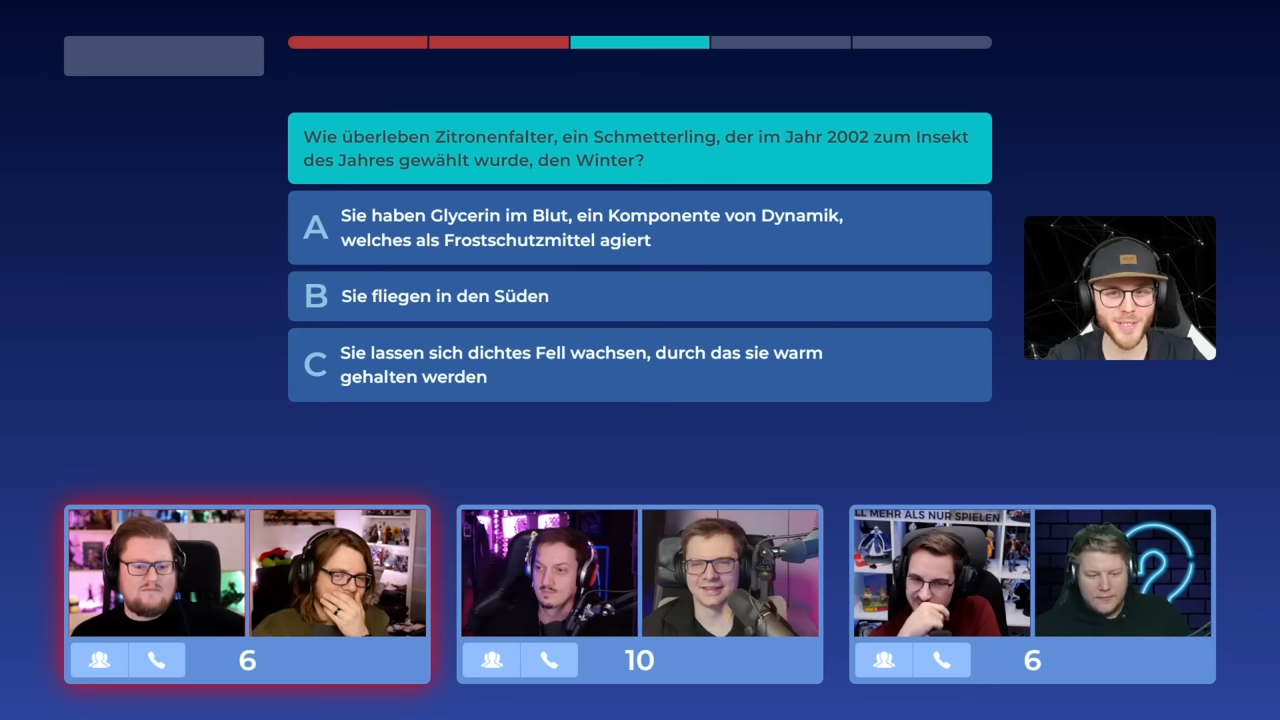 Wie überleben Zitronenfalter, ein Schmetterling, der im Jahr 2002 zum Insekt
des Jahres gewählt wurde, den Winter?
A
Sie haben Glycerin im Blut, ein Komponente von Dynamik,
welches als Frostschutzmittel agiert
B
Sie fliegen in den Süden
C
Sie lassen sich dichtes Fell wachsen, durch das sie warm
gehalten werden
LL MEHR ALS NUR SPIELEN
6
10
6